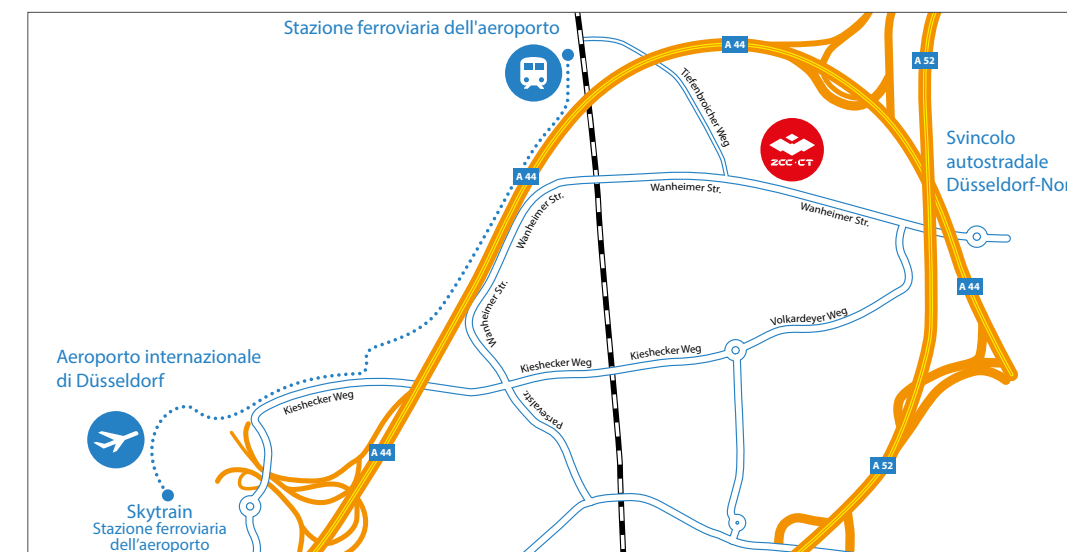 Stazione ferroviaria dell'aeroporto
A 44
A 52
Tiefenbroicher Weg
ZCC·CT
Svincolo
autostradale
Düsseldorf-Nor
A 44
Wanheimer Str.
Wanheimer Str.
Wanheimer Str.
Wanheimer Str.
A 44
Volkardeyer Weg
Aeroporto internazionale
di Düsseldorf
Kieshecker Weg
Kieshecker Weg
Kieshecker Weg
Parsevalstr.
A 44
A 52
Skytrain
Stazione ferroviaria
dell'aeroporto